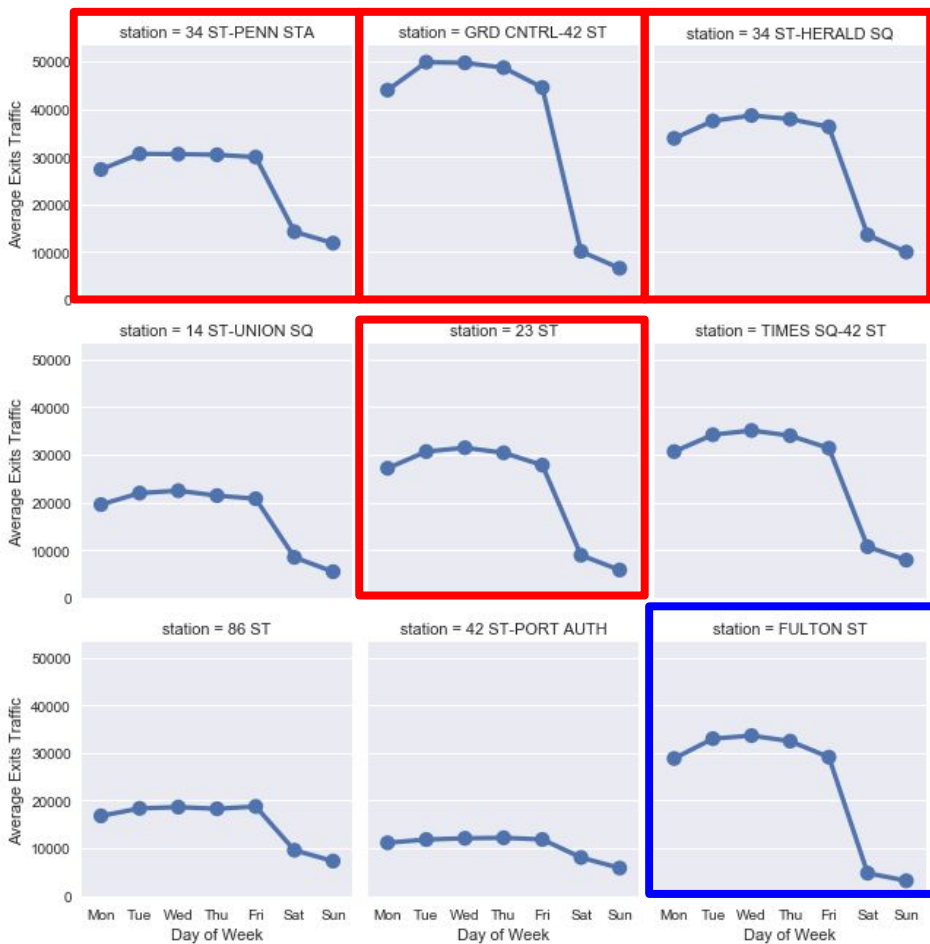 station = 34 ST-PENN STA
station = GRD CNTRL-42 ST
station = 34 ST-HERALD SQ
Average Exits Traffic
50000
40000
30000
20000
10000
0
station = 14 ST-UNION SQ
station = 23 ST
station = TIMES SQ-42 ST
Average Exits Traffic
50000
40000
30000
20000
10000
0
station = 86 ST
station = 42 ST-PORT AUTH
station = FULTON ST
Average Exits Traffic
50000
40000
30000
20000
10000
0
Mon Tue Wed Thu Fri Sat Sun
Day of Week
Mon Tue Wed Thu Fri Sat Sun
Day of Week
Mon Tue Wed Thu Fri Sat Sun
Day of Week